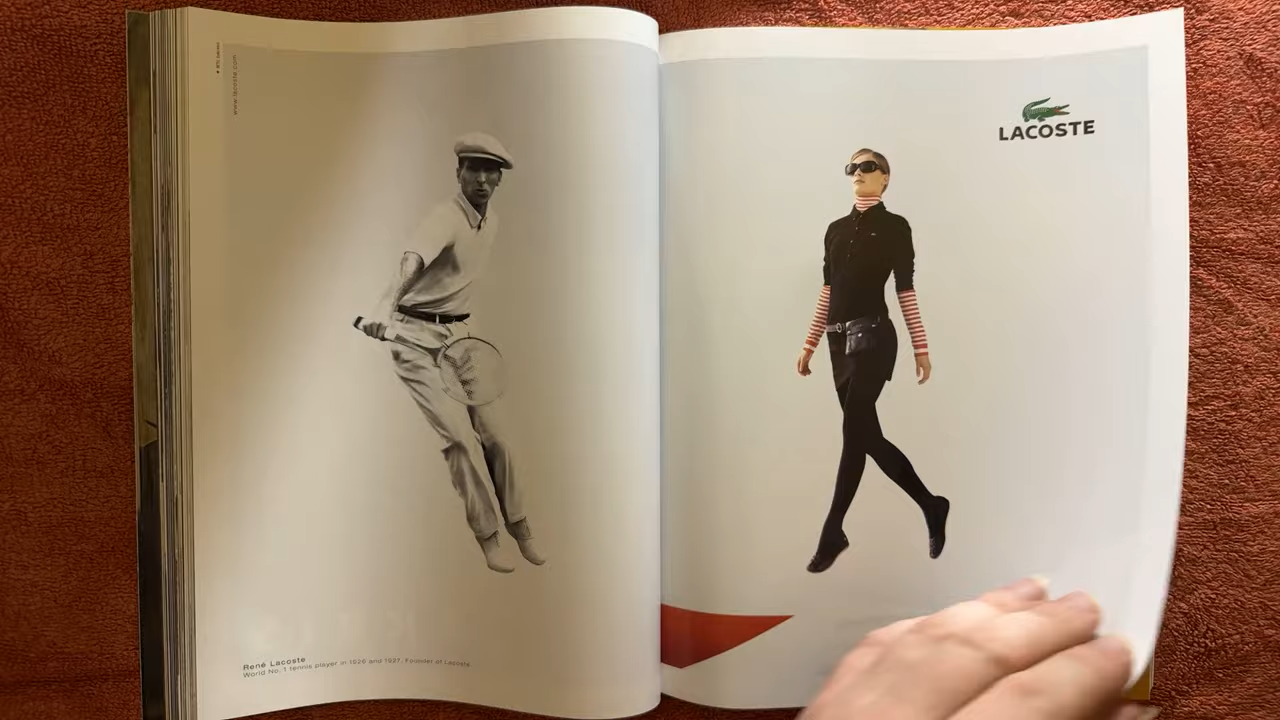 www.lacoste.com
LACOSTE
René Lacoste
World No. 1 tennis player in 1926 and 1927. Founder of Lacoste.